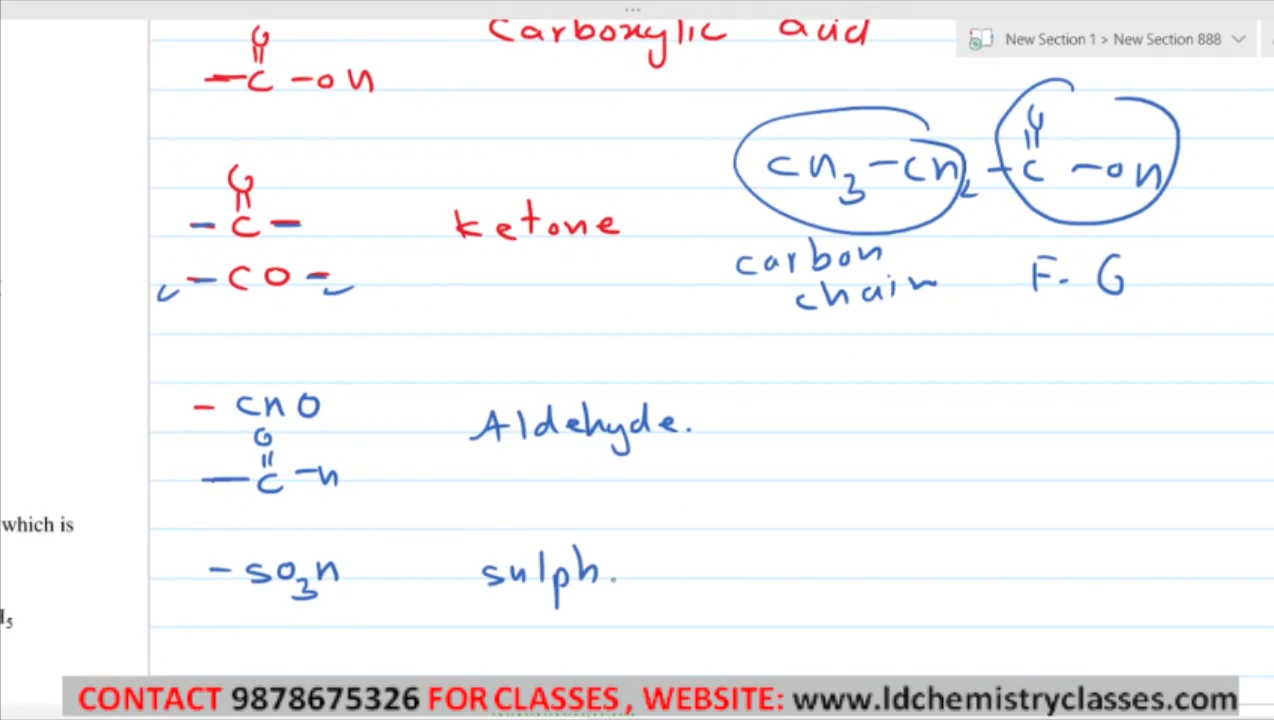 Carboxylic acid
New Section 1 > New Section 888
O
-C-OH
O
CH3-CH2-C-OH
O
-C-
ketone
-CO-
carbon
chain
F. G
-CHO
Aldehyde.
O
-C-H
which is
-SO3H
sulph
H5
CONTACT 9878675326 FOR CLASSES, WEBSITE: www.ldchemistryclasses.com